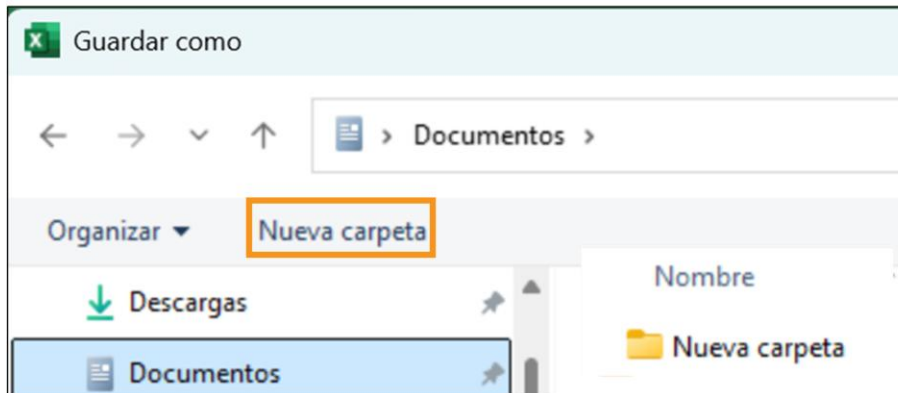 Guardar como
Documentos
Organizar Nueva carpeta
Nombre
Descargas
Nueva carpeta
Documentos